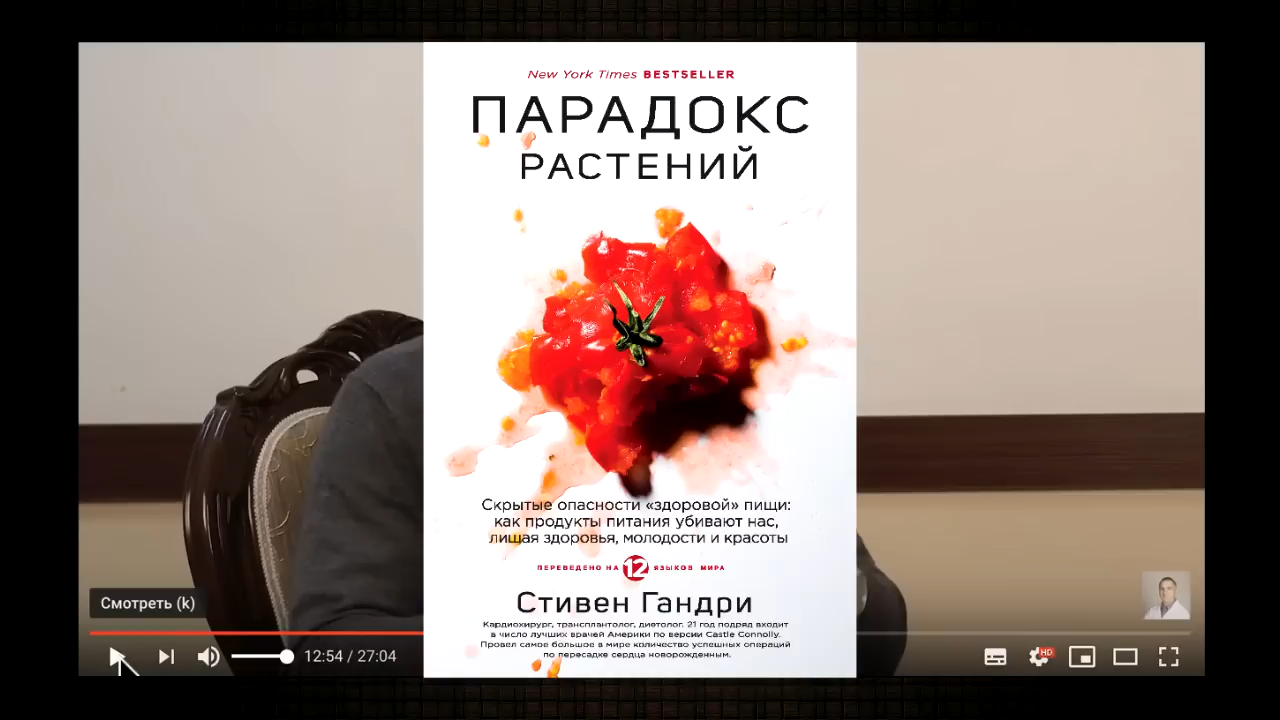 New York Times BESTSELLER
ПАРАДОКС
РАСТЕНИЙ
Скрытые опасности «здоровой» пищи:
как продукты питания убивают нас,
лишая здоровья, молодости и красоты
ПЕРЕВЕДЕНО НА 12 ЯЗЫКОВ МИРА
Стивен Гандри
Кардиохирург, трансплантолог, диетолог. 21 год подряд входит
в число лучших врачей Америки по версии Castle Connolly.
Провел самое большое в мире количество успешных операций
по пересадке сердца новорожденным.
Смотреть (k)
12:54 / 27:04
HD